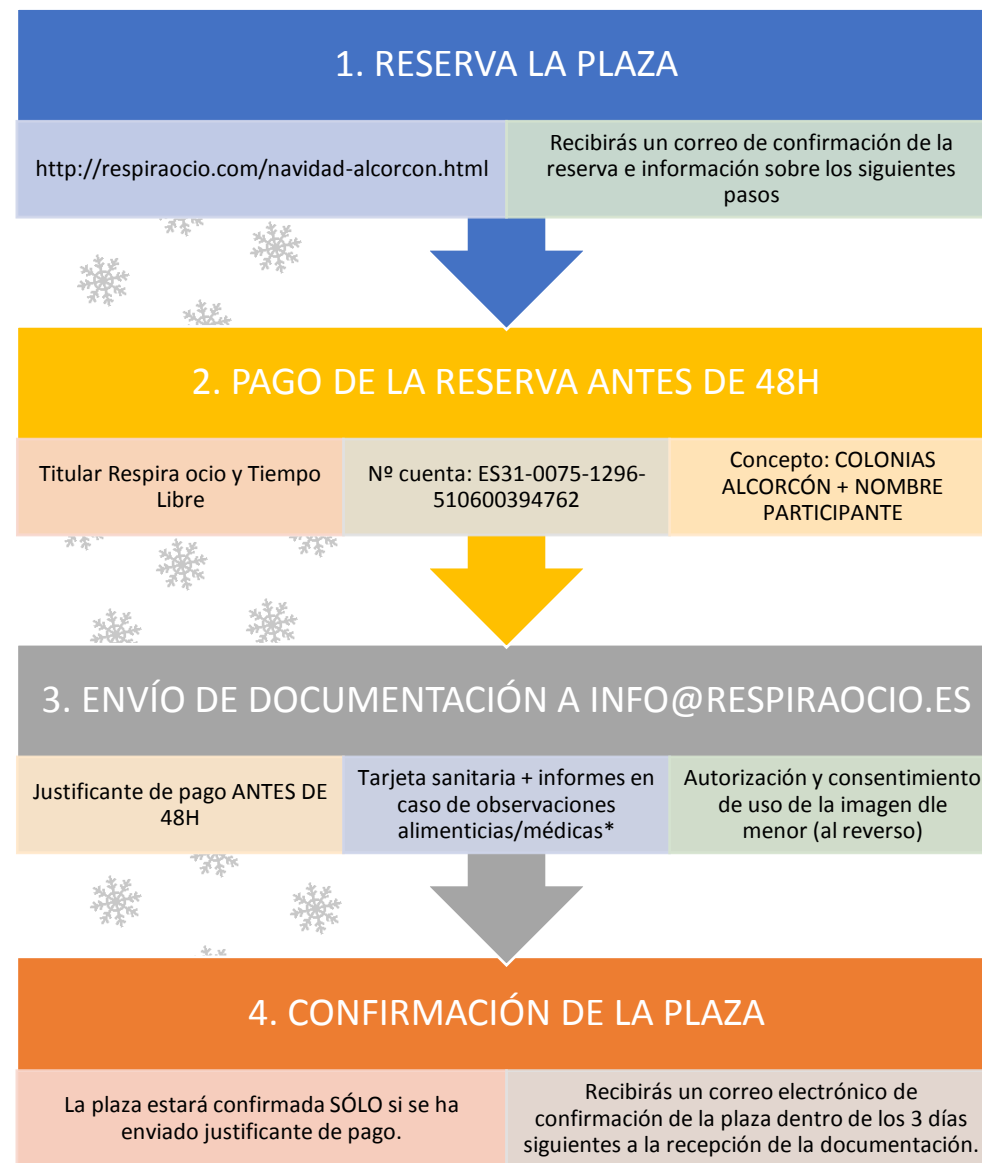 1. RESERVA LA PLAZA
http://respiraocio.com/navidad-alcorcon.html
Recibirás un correo de confirmación de la
reserva e información sobre los siguientes
pasos
2. PAGO DE LA RESERVA ANTES DE 48H
Titular Respira ocio y Tiempo
Libre
Nº cuenta: ES31-0075-1296-
510600394762
Concepto: COLONIAS
ALCORCÓN + NOMBRE
PARTICIPANTE
3. ENVÍO DE DOCUMENTACIÓN A INFO@RESPIRAOCIO.ES
Justificante de pago ANTES DE
48H
Tarjeta sanitaria + informes en
caso de observaciones
alimenticias/médicas*
Autorización y consentimiento
de uso de la imagen dle
menor (al reverso)
4. CONFIRMACIÓN DE LA PLAZA
La plaza estará confirmada SÓLO si se ha
enviado justificante de pago.
Recibirás un correo electrónico de
confirmación de la plaza dentro de los 3 días
siguientes a la recepción de la documentación.